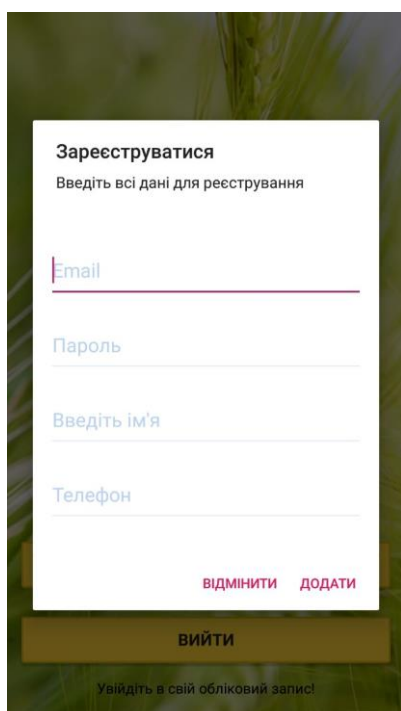 Зареєструватися
Введіть всі дані для реєстрування
Email
Пароль
Введіть ім'я
Телефон
ВІДМІНИТИ ДОДАТИ
ВИЙТИ
Увійдіть в свій обліковий запис!